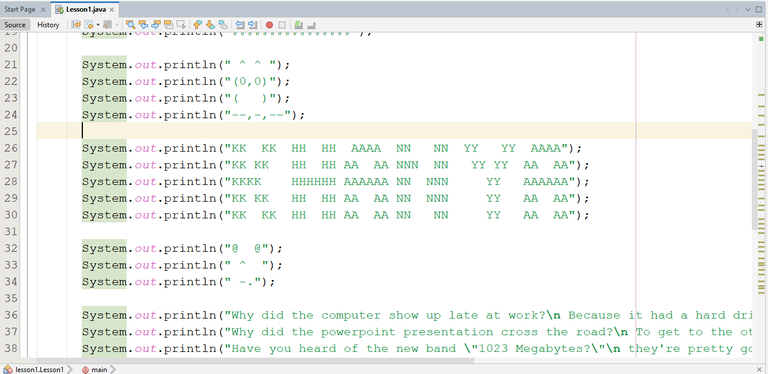 Start Page Lesson1.java
Source History
19
20
21 System.out.println(" ^ ^ ");
22 System.out.println("(0,0)");
23 System.out.println("(   )");
24 System.out.println("--,-,--");
25
26 System.out.println("KK  KK  HH  HH  AAAA  NN   NN  YY   YY  AAAA");
27 System.out.println("KK KK   HH  HH AA  AA NNN  NN   YY YY  AA  AA");
28 System.out.println("KKKK    HHHHHH AAAAAA NN  NNN     YY   AAAAAA");
29 System.out.println("KK KK   HH  HH AA  AA NN  NNN     YY   AA  AA");
30 System.out.println("KK  KK  HH  HH AA  AA NN   NN     YY   AA  AA");
31
32 System.out.println("@  @");
33 System.out.println(" ^  ");
34 System.out.println(" -.");
35
36 System.out.println("Why did the computer show up late at work?\n Because it had a hard dri
37 System.out.println("Why did the powerpoint presentation cross the road?\n To get to the ot
38 System.out.println("Have you heard of the new band \"1023 Megabytes?\"\n they're pretty go
lesson1.Lesson1 main